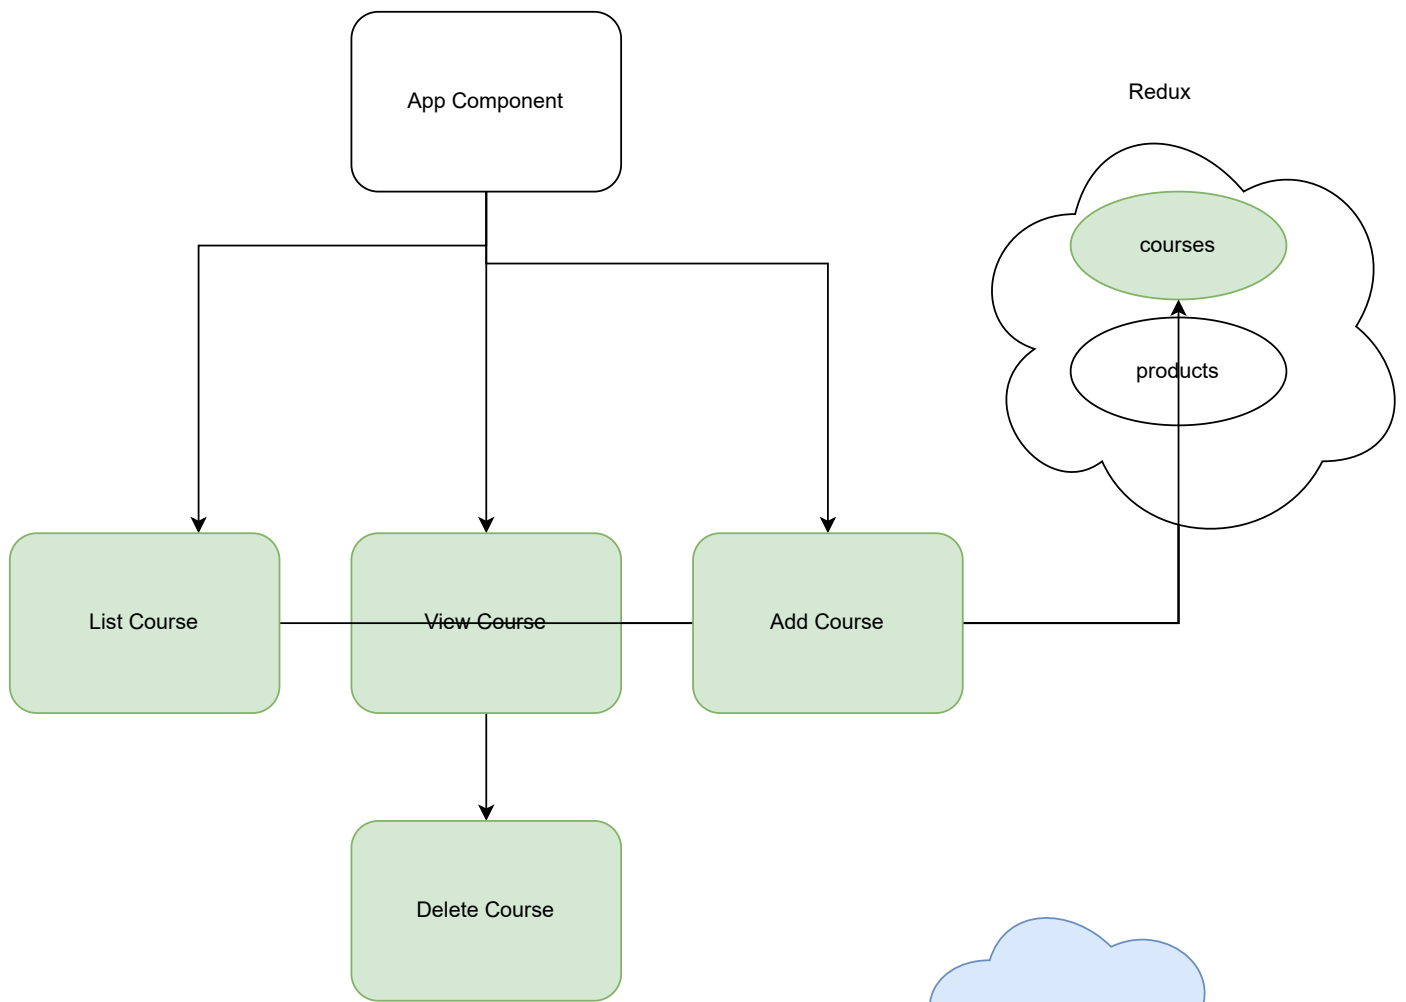 App Component
Redux
courses
products
List Course
View Course
Add Course
Delete Course